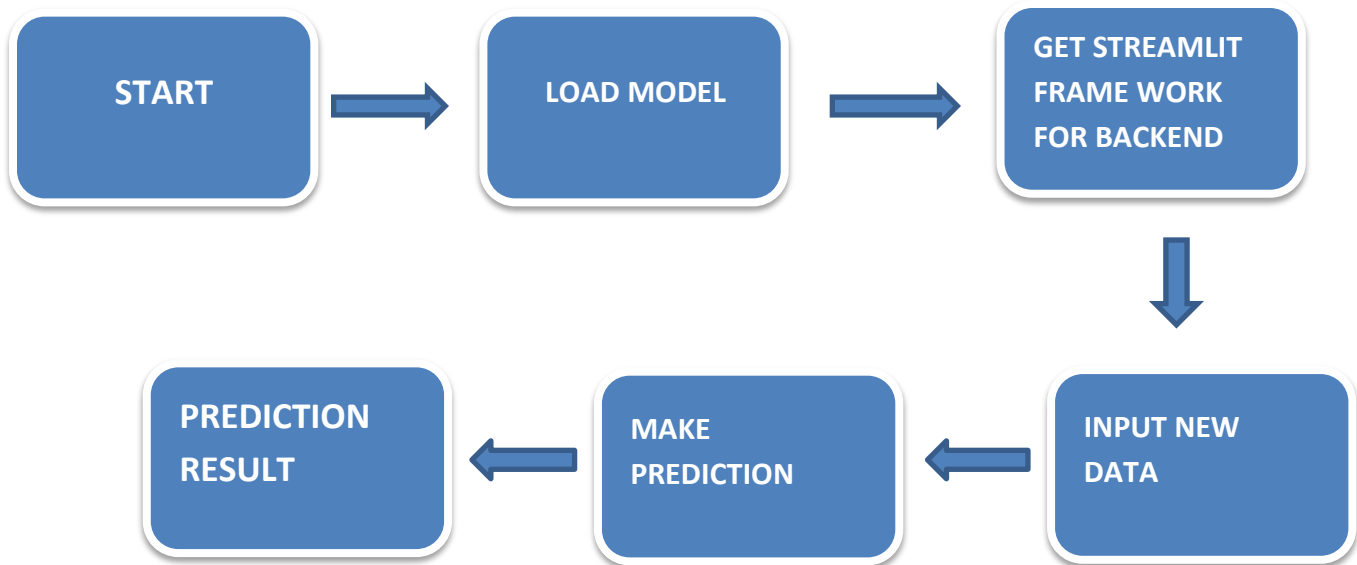 START
LOAD MODEL
GET STREAMLIT
FRAME WORK
FOR BACKEND
INPUT NEW
DATA
MAKE
PREDICTION
PREDICTION
RESULT